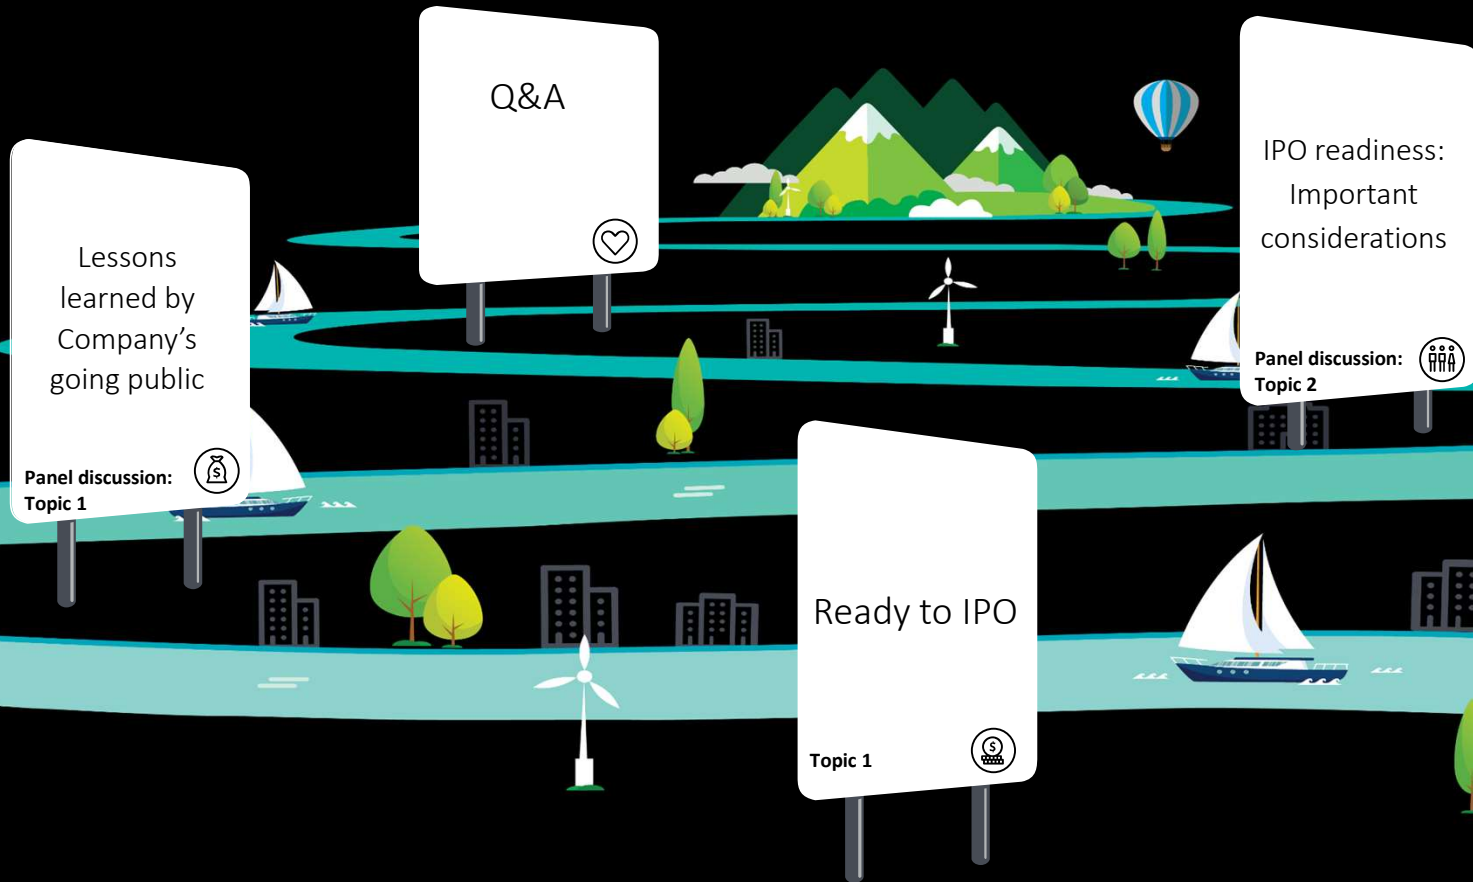 Q&A
Lessons
learned by
Company’s
going public
Panel discussion:
Topic 1
IPO readiness:
Important
considerations
Panel discussion:
Topic 2
Ready to IPO
Topic 1